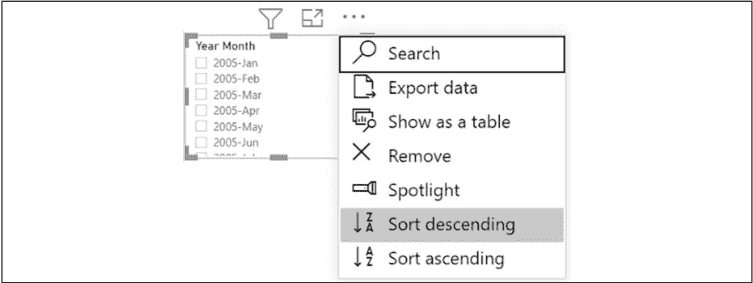 Year Month
2005-Jan
2005-Feb
2005-Mar
2005-Apr
2005-May
2005-Jun
Search
Export data
Show as a table
Remove
Spotlight
Sort descending
Sort ascending